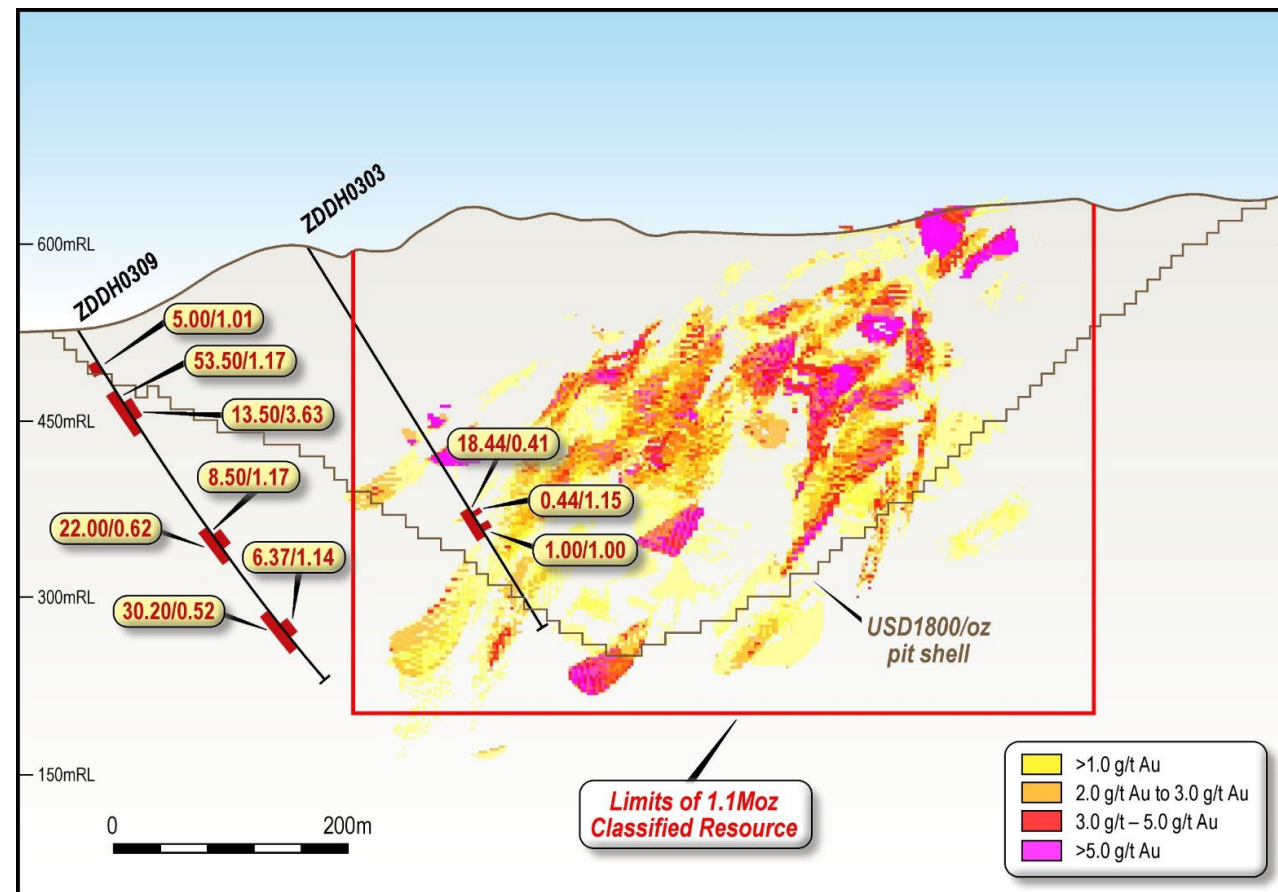 ZDDH0303
600mRL
ZDDH0309
5.00/1.01
53.50/1.17
450mRL
13.50/3.63
18.44/0.41
8.50/1.17
0.44/1.15
22.00/0.62
1.00/1.00
6.37/1.14
300mRL
30.20/0.52
USD1800/oz
pit shell
150mRL
Limits of 1.1Moz
Classified Resource
0 200m
>1.0 g/t Au
2.0 g/t Au to 3.0 g/t Au
3.0 g/t – 5.0 g/t Au
>5.0 g/t Au